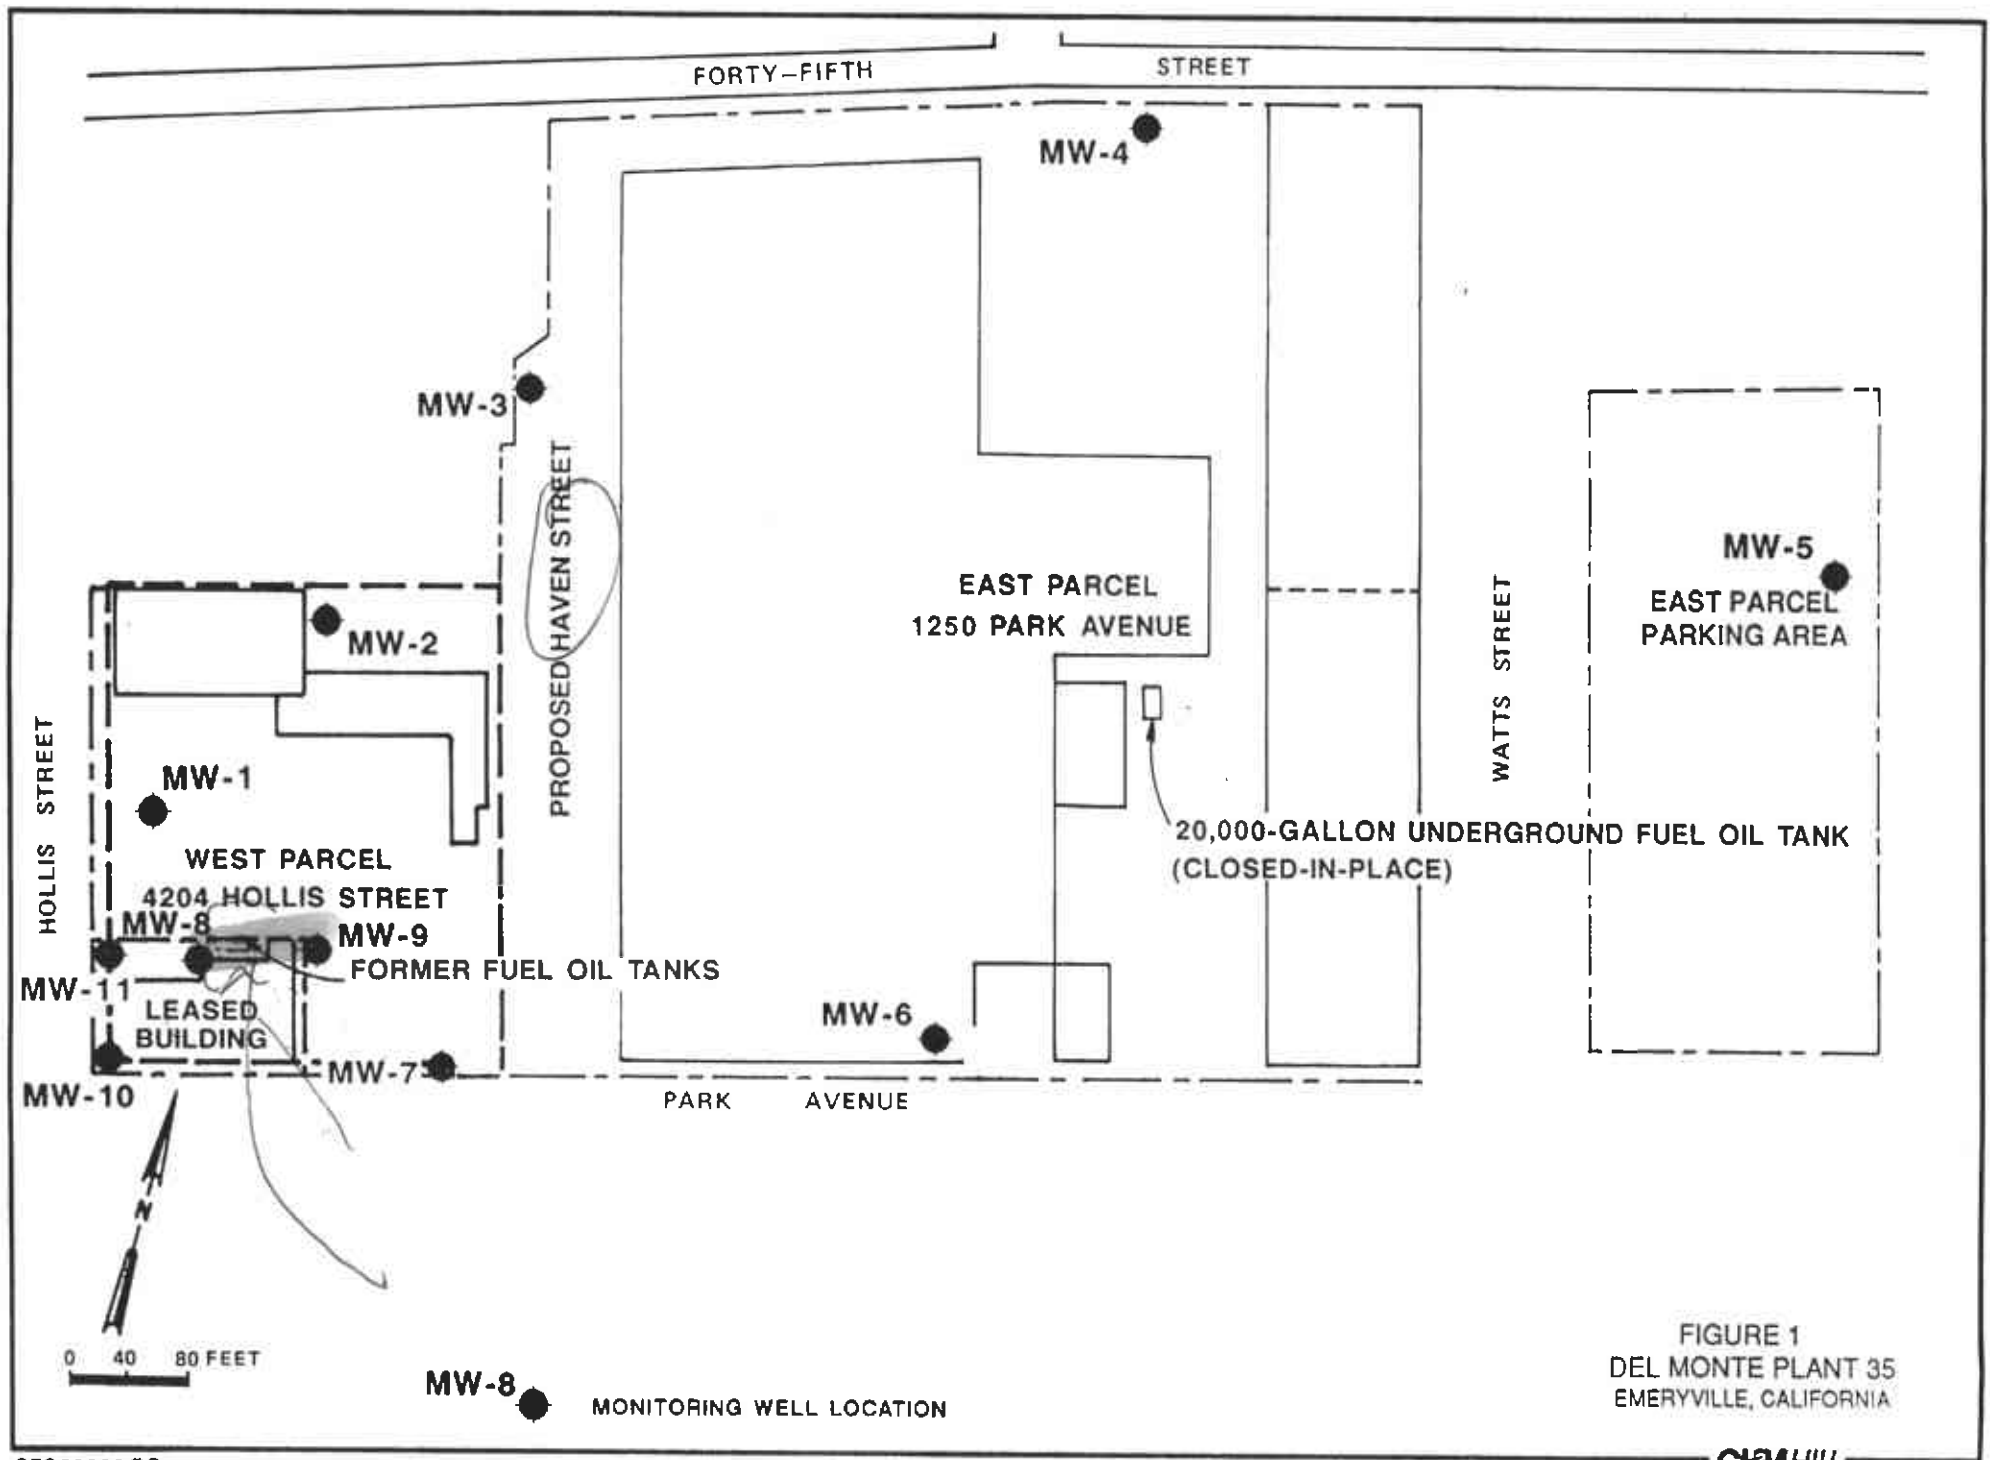 FORTY-FIFTH STREET
MW-4
MW-3
PROPOSED HAVEN STREET
EAST PARCEL
1250 PARK AVENUE
WATTS STREET
MW-5
EAST PARCEL
PARKING AREA
MW-2
HOLLIS STREET
MW-1
WEST PARCEL
4204 HOLLIS STREET
20,000-GALLON UNDERGROUND FUEL OIL TANK
(CLOSED-IN-PLACE)
MW-8
MW-9
FORMER FUEL OIL TANKS
MW-11
LEASED
BUILDING
MW-6
MW-7
MW-10
PARK AVENUE
N
0 40 80 FEET
MW-8
MONITORING WELL LOCATION
FIGURE 1
DEL MONTE PLANT 35
EMERYVILLE, CALIFORNIA